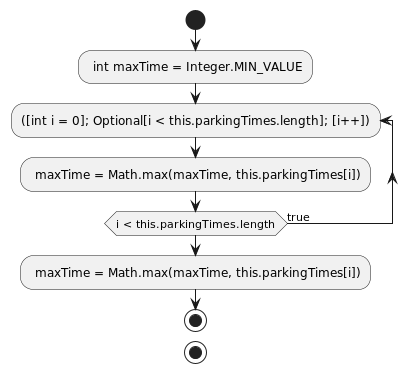 int maxTime = Integer.MIN_VALUE
([int i = 0]; Optional[i < this.parkingTimes.length]; [i++])
maxTime = Math.max(maxTime, this.parkingTimes[i])
i < this.parkingTimes.length
true
maxTime = Math.max(maxTime, this.parkingTimes[i])